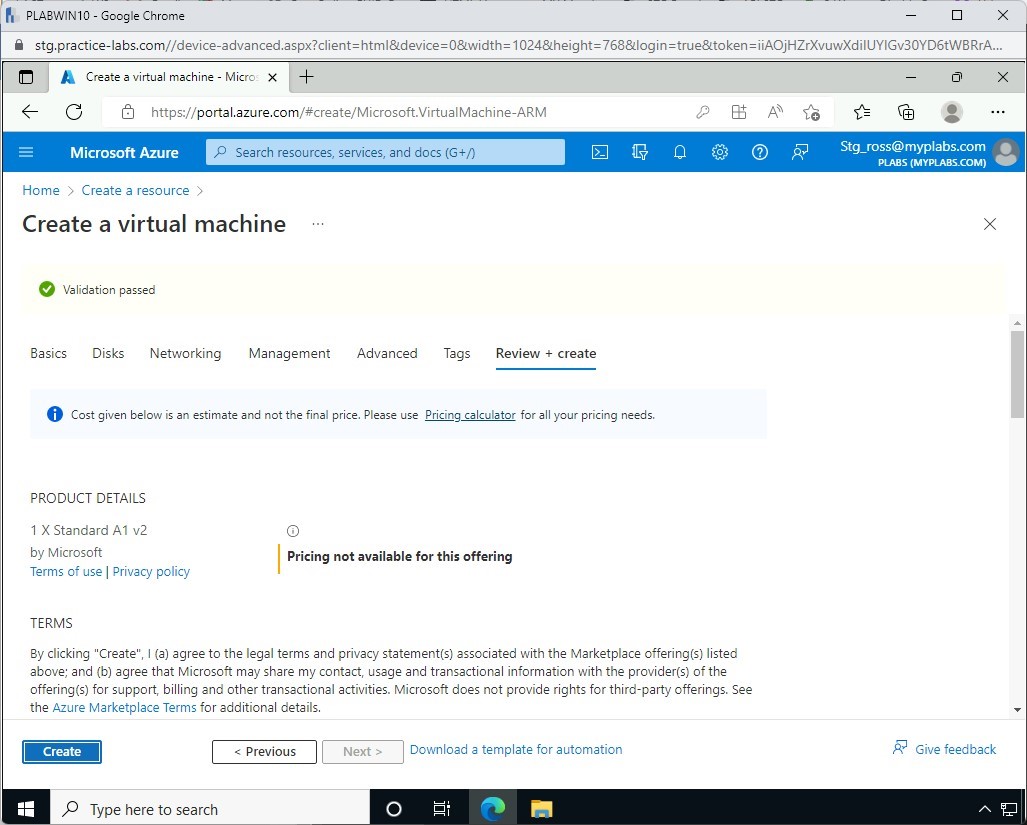 PLABWIN10 - Google Chrome
stg.practice-labs.com//device-advanced.aspx?client=html&device=0&width=1024&height=768&login=true&token=iiAOjHZrXvuwXdiIUYIGv30YD6tWBRrA...
Create a virtual machine - Micros
https://portal.azure.com/#create/Microsoft.VirtualMachine-ARM
Microsoft Azure
Search resources, services, and docs (G+/)
Stg_ross@myplabs.com
PLABS (MYPLABS.COM)
Home > Create a resource >
Create a virtual machine ...
Validation passed
Basics Disks Networking Management Advanced Tags Review + create
Cost given below is an estimate and not the final price. Please use Pricing calculator for all your pricing needs.
PRODUCT DETAILS
1 X Standard A1 v2
by Microsoft
Terms of use | Privacy policy
Pricing not available for this offering
TERMS
By clicking "Create", I (a) agree to the legal terms and privacy statement(s) associated with the Marketplace offering(s) listed
above; and (b) agree that Microsoft may share my contact, usage and transactional information with the provider(s) of the
offering(s) for support, billing and other transactional activities. Microsoft does not provide rights for third-party offerings. See
the Azure Marketplace Terms for additional details.
Create
< Previous
Next >
Download a template for automation
Give feedback
Type here to search